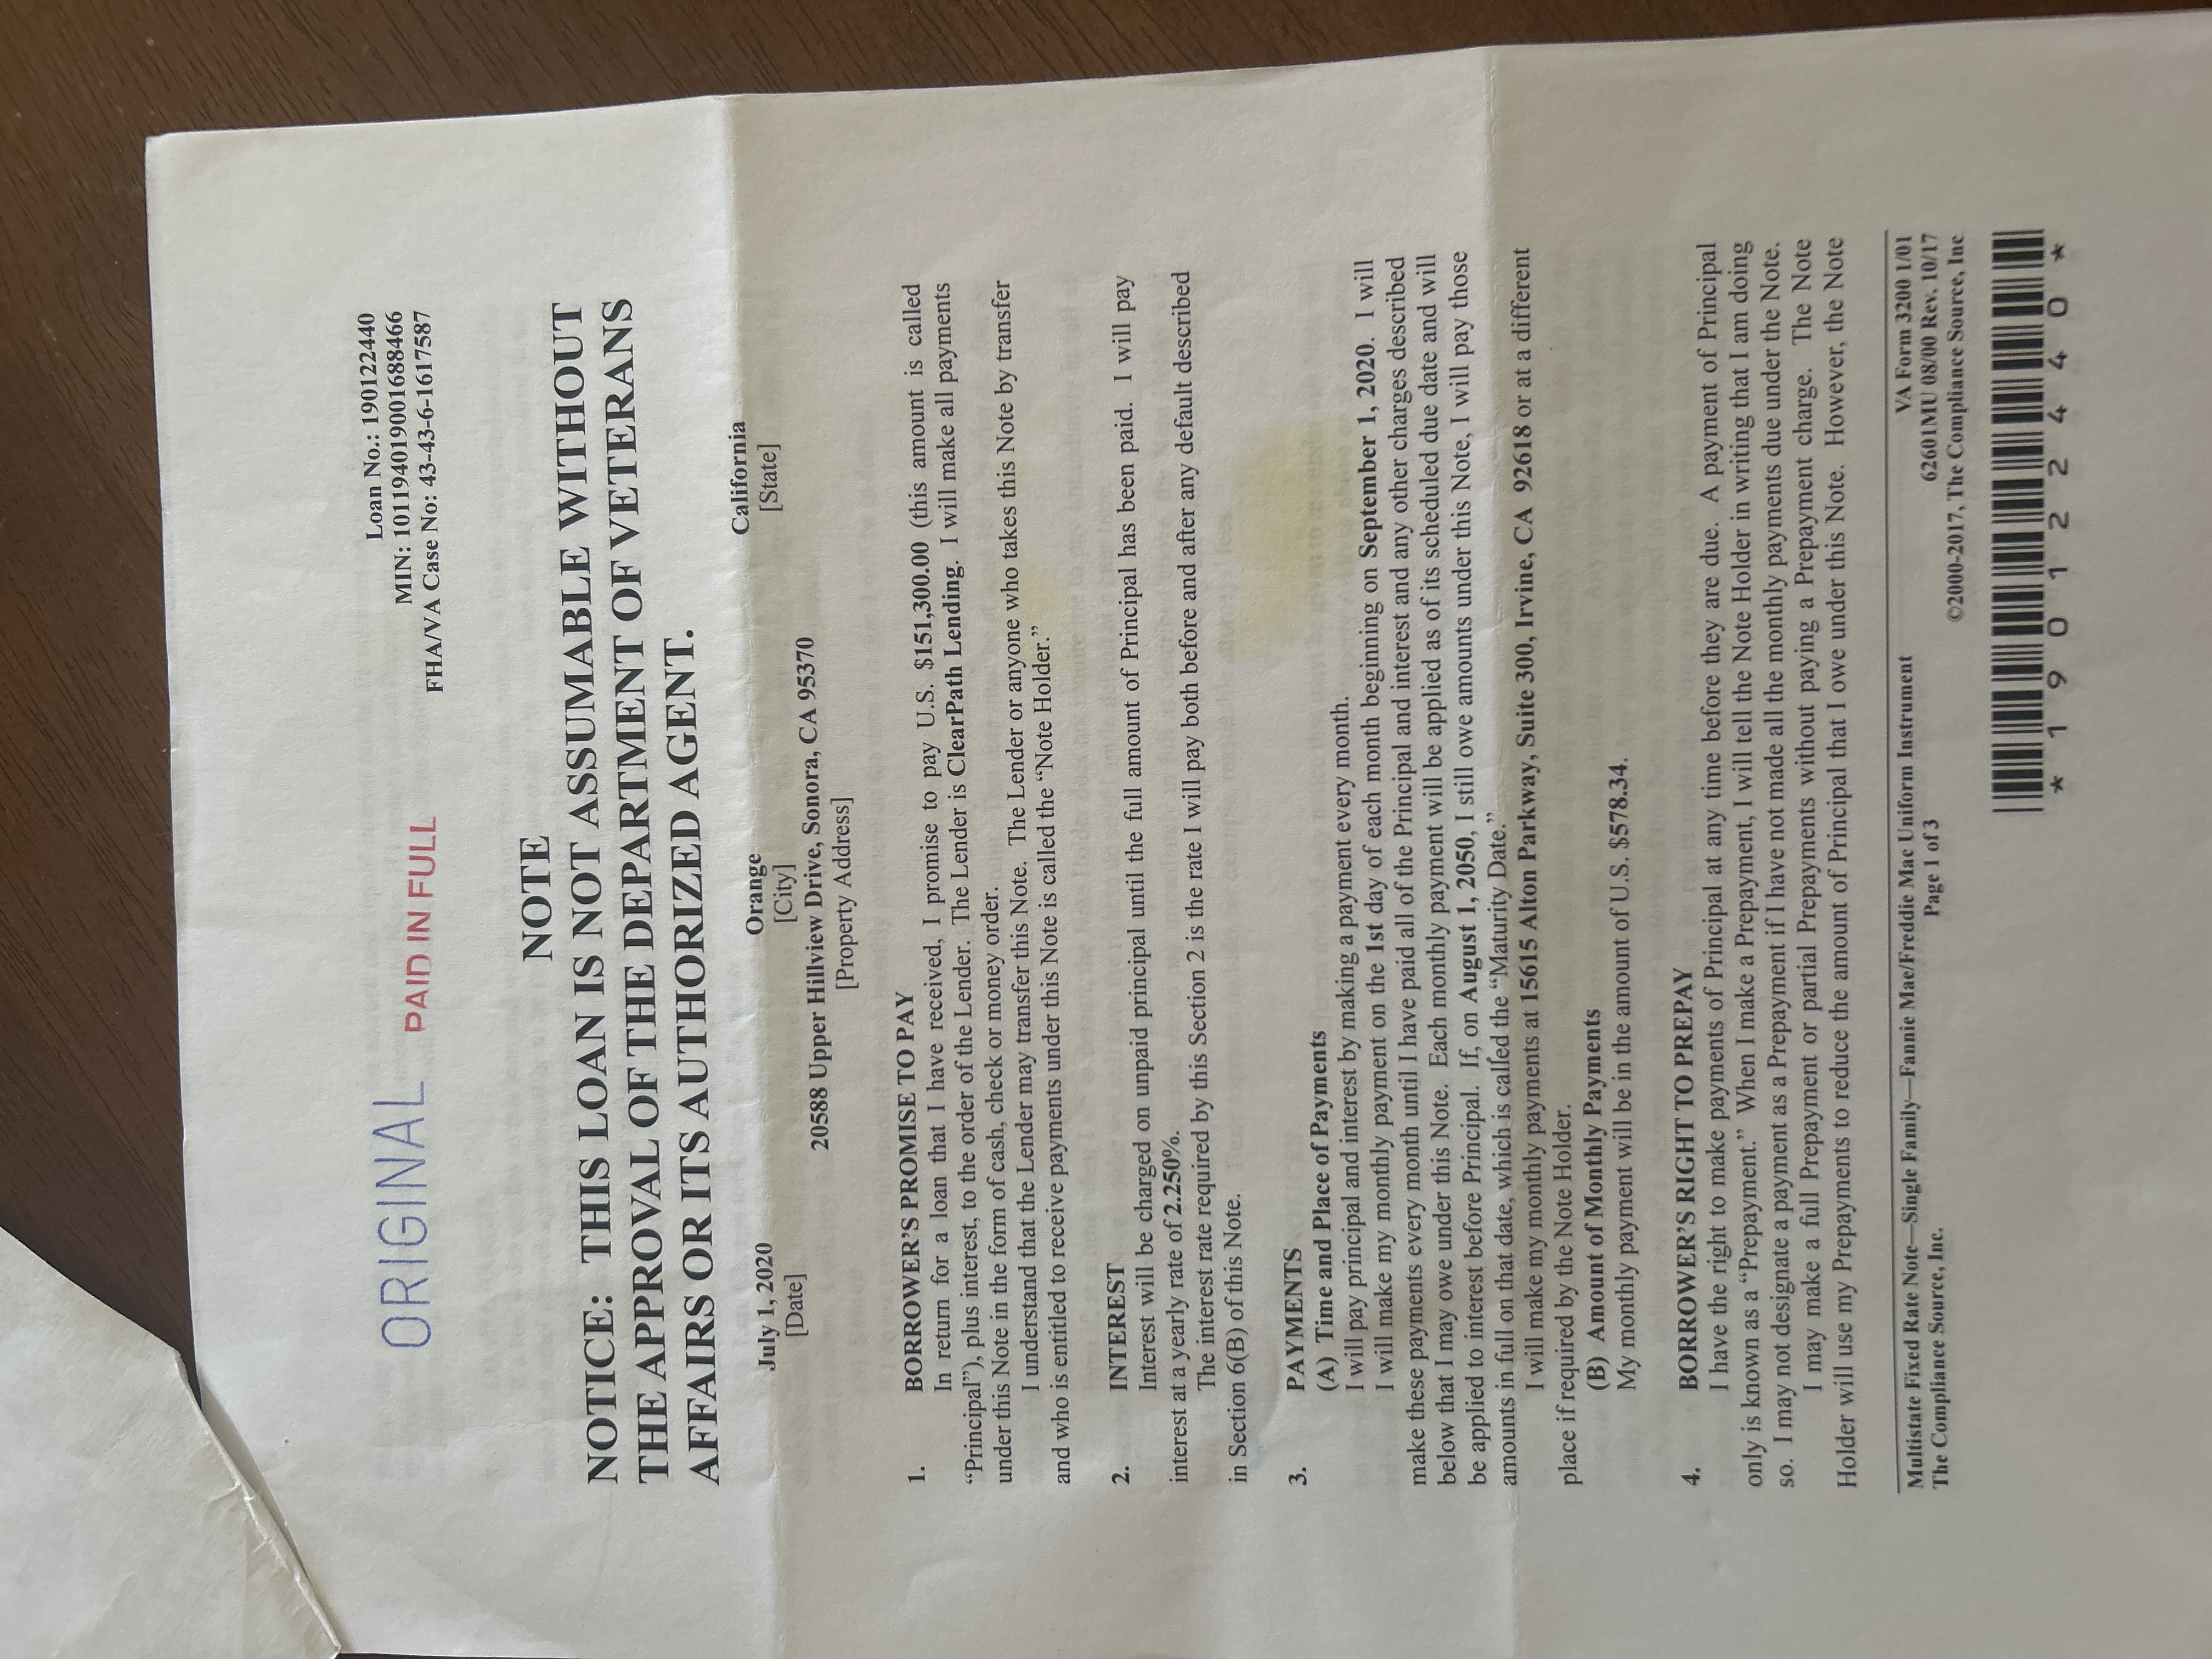 ORIGINAL PAID IN FULL
Loan No.: 190122440
MIN: 101194019001688466
FHA/VA Case No: 43-43-6-1617587
NOTE
NOTICE: THIS LOAN IS NOT ASSUMABLE WITHOUT
THE APPROVAL OF THE DEPARTMENT OF VETERANS
AFFAIRS OR ITS AUTHORIZED AGENT.
July 1, 2020 Orange California
[Date] [City] [State]
20588 Upper Hillview Drive, Sonora, CA 95370
[Property Address]
1. BORROWER'S PROMISE TO PAY
In return for a loan that I have received, I promise to pay U.S. $151,300.00 (this amount is called
“Principal”), plus interest, to the order of the Lender. The Lender is ClearPath Lending. I will make all payments
under this Note in the form of cash, check or money order.
I understand that the Lender may transfer this Note. The Lender or anyone who takes this Note by transfer
and who is entitled to receive payments under this Note is called the “Note Holder.”
2. INTEREST
Interest will be charged on unpaid principal until the full amount of Principal has been paid. I will pay
interest at a yearly rate of 2.250%.
The interest rate required by this Section 2 is the rate I will pay both before and after any default described
in Section 6(B) of this Note.
3. PAYMENTS
(A) Time and Place of Payments
I will pay principal and interest by making a payment every month.
I will make my monthly payment on the 1st day of each month beginning on September 1, 2020. I will
make these payments every month until I have paid all of the Principal and interest and any other charges described
below that I may owe under this Note. Each monthly payment will be applied as of its scheduled due date and will
be applied to interest before Principal. If, on August 1, 2050, I still owe amounts under this Note, I will pay those
amounts in full on that date, which is called the “Maturity Date.”
I will make my monthly payments at 15615 Alton Parkway, Suite 300, Irvine, CA 92618 or at a different
place if required by the Note Holder.
(B) Amount of Monthly Payments
My monthly payment will be in the amount of U.S. $578.34.
4. BORROWER'S RIGHT TO PREPAY
I have the right to make payments of Principal at any time before they are due. A payment of Principal
only is known as a “Prepayment.” When I make a Prepayment, I will tell the Note Holder in writing that I am doing
so. I may not designate a payment as a Prepayment if I have not made all the monthly payments due under the Note.
I may make a full Prepayment or partial Prepayments without paying a Prepayment charge. The Note
Holder will use my Prepayments to reduce the amount of Principal that I owe under this Note. However, the Note
Multistate Fixed Rate Note—Single Family—Fannie Mae/Freddie Mac Uniform Instrument VA Form 3200 1/01
The Compliance Source, Inc. Page 1 of 3 62601MU 08/00 Rev. 10/17
©2000-2017, The Compliance Source, Inc
*190122440*